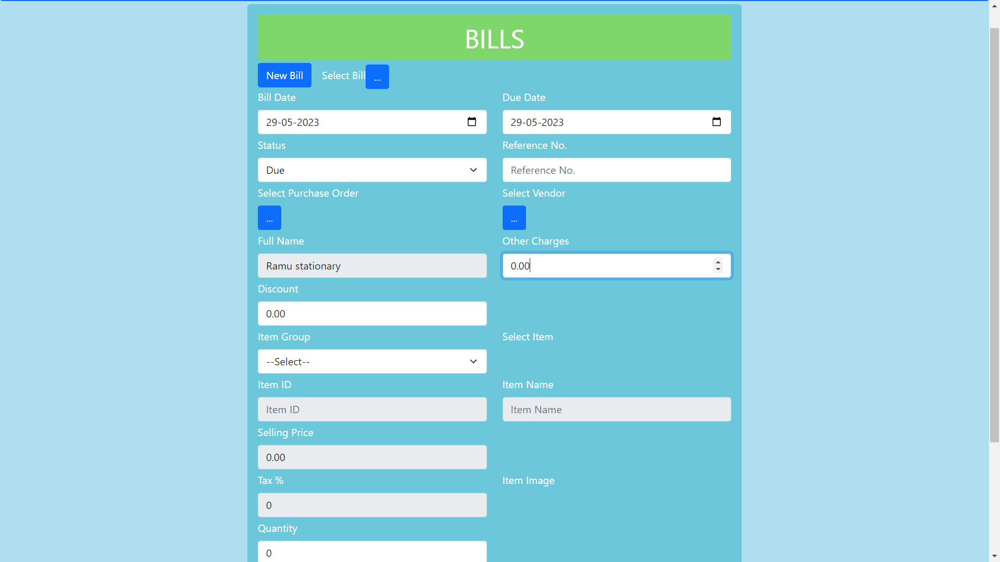 BILLS
New Bill Select Bill ...
Bill Date Due Date
29-05-2023 29-05-2023
Status Reference No.
Due Reference No.
Select Purchase Order Select Vendor
... ...
Full Name Other Charges
Ramu stationary 0.00
Discount
0.00
Item Group Select Item
--Select--
Item ID Item Name
Item ID Item Name
Selling Price
0.00
Tax % Item Image
0
Quantity
0